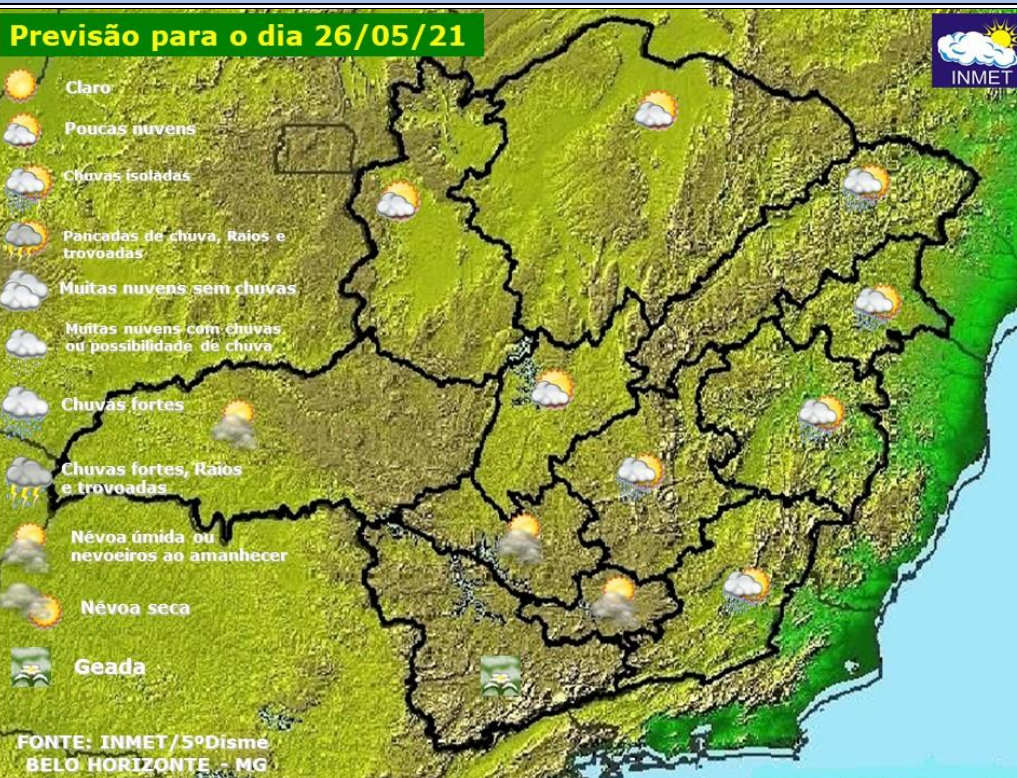 Previsão para o dia 26/05/21
INMET
Claro
Poucas nuvens
Chuvas isoladas
Pancadas de chuva, Raios e
trovoadas
Muitas nuvens sem chuvas
Muitas nuvens com chuvas
ou possibilidade de chuva
Chuvas fortes
Chuvas fortes, Raios
e trovoadas
Névoa úmida ou
nevoeiros ao amanhecer
Névoa seca
Geada
FONTE: INMET/5ºDisme
BELO HORIZONTE - MG